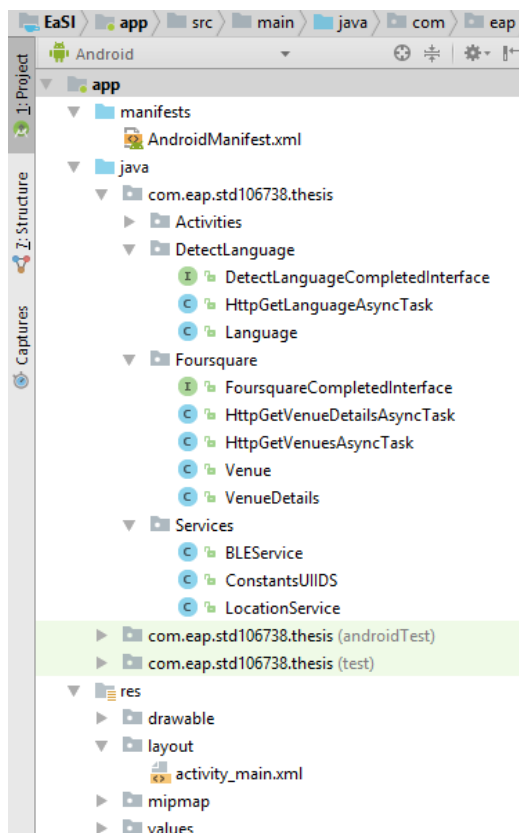 EaSI app src main java com eap
Android
1: Project
app
manifests
AndroidManifest.xml
java
com.eap.std106738.thesis
Activities
7: Structure
DetectLanguage
I DetectLanguageCompletedInterface
C HttpGetLanguageAsyncTask
C Language
Captures
Foursquare
I FoursquareCompletedInterface
C HttpGetVenueDetailsAsyncTask
C HttpGetVenuesAsyncTask
C Venue
C VenueDetails
Services
C BLEService
C ConstantsUIIDS
C LocationService
com.eap.std106738.thesis (androidTest)
com.eap.std106738.thesis (test)
res
drawable
layout
activity_main.xml
mipmap
values